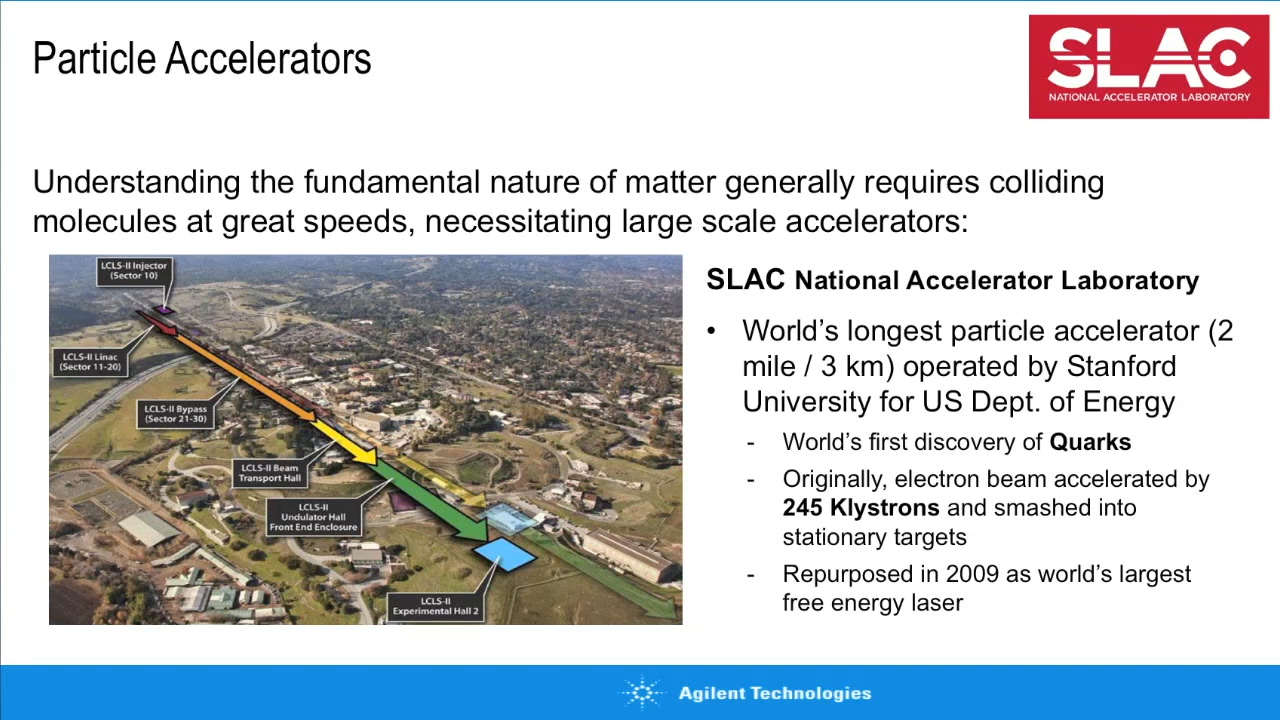 Particle Accelerators
SLAC
NATIONAL ACCELERATOR LABORATORY
Understanding the fundamental nature of matter generally requires colliding
molecules at great speeds, necessitating large scale accelerators:
LCLS-II Injector
(Sector 10)
LCLS-II Linac
(Sector 11-20)
LCLS-II Bypass
(Sector 21-30)
LCLS-II Beam
Transport Hall
LCLS-II
Undulator Hall
Front End Enclosure
LCLS-II
Experimental Hall 2
SLAC National Accelerator Laboratory
• World’s longest particle accelerator (2
mile / 3 km) operated by Stanford
University for US Dept. of Energy
- World’s first discovery of Quarks
- Originally, electron beam accelerated by
245 Klystrons and smashed into
stationary targets
- Repurposed in 2009 as world’s largest
free energy laser
Agilent Technologies